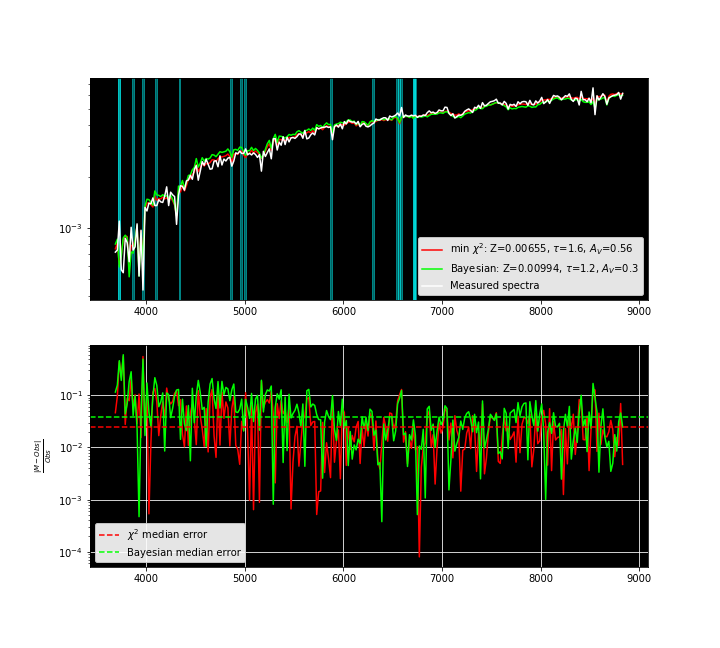 10⁻³
min χ²: Z=0.00655, τ=1.6, A_V=0.56
Bayesian: Z=0.00994, τ=1.2, A_V=0.3
Measured spectra
4000 5000 6000 7000 8000 9000
10⁻¹
10⁻²
10⁻³
10⁻⁴
|M − Obs|
Obs
χ² median error
Bayesian median error
4000 5000 6000 7000 8000 9000